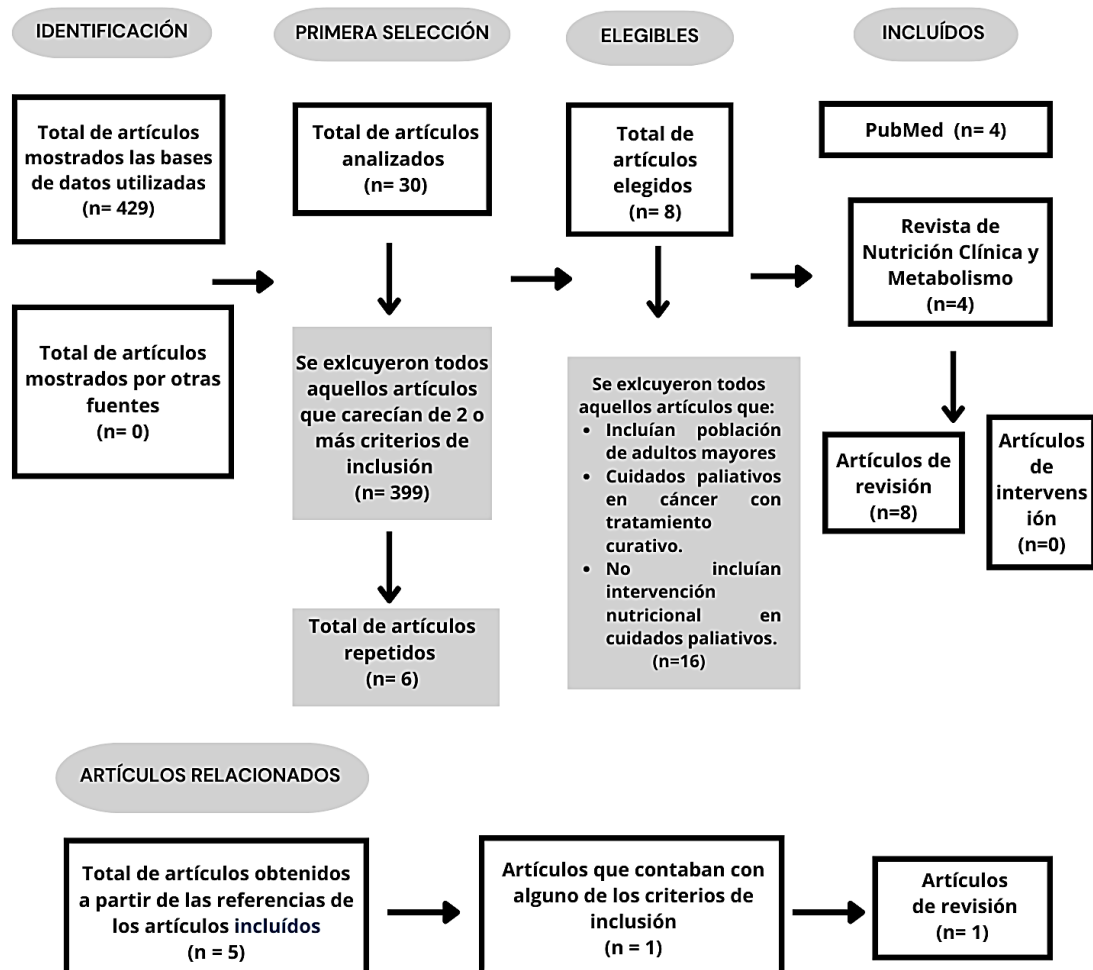 IDENTIFICACIÓN
PRIMERA SELECCIÓN
ELEGIBLES
INCLUÍDOS
Total de artículos
mostrados las bases
de datos utilizadas
(n= 429)
Total de artículos
mostrados por otras
fuentes
(n= 0)
Total de artículos
analizados
(n= 30)
Se exlcuyeron todos
aquellos artículos
que carecían de 2 o
más criterios de
inclusión
(n= 399)
Total de artículos
repetidos
(n= 6)
Total de
artículos
elegidos
(n= 8)
Se exlcuyeron todos
aquellos artículos que:
• Incluían población
de adultos mayores
• Cuidados paliativos
en cáncer con
tratamiento
curativo.
• No incluían
intervención
nutricional en
cuidados paliativos.
(n=16)
PubMed (n= 4)
Revista de
Nutrición Clínica y
Metabolismo
(n=4)
Artículos de
revisión
(n=8)
Artículos
de
intervens
ión
(n=0)
ARTÍCULOS RELACIONADOS
Total de artículos obtenidos
a partir de las referencias de
los artículos incluídos
(n = 5)
Artículos que contaban con
alguno de los criterios de
inclusión
(n = 1)
Artículos
de revisión
(n= 1)